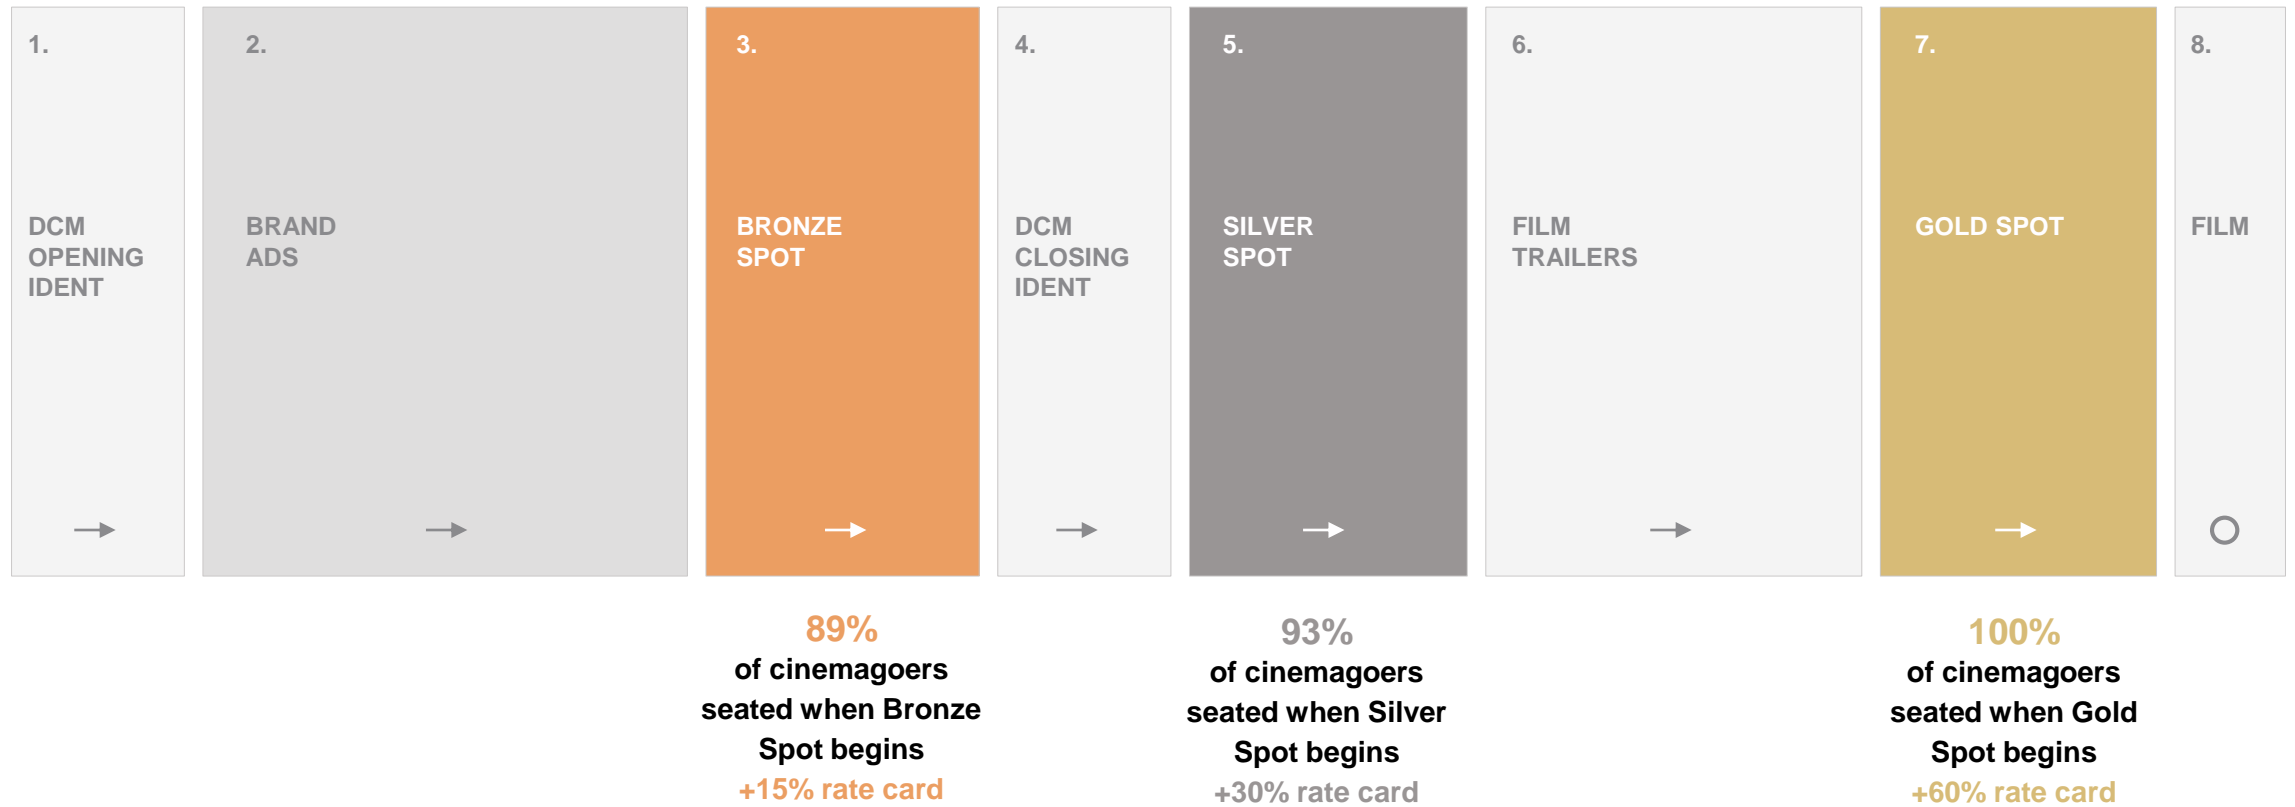 1.
DCM
OPENING
IDENT
2.
BRAND
ADS
3.
BRONZE
SPOT
4.
DCM
CLOSING
IDENT
5.
SILVER
SPOT
6.
FILM
TRAILERS
7.
GOLD SPOT
8.
FILM
89%
of cinemagoers
seated when Bronze
Spot begins
+15% rate card
93%
of cinemagoers
seated when Silver
Spot begins
+30% rate card
100%
of cinemagoers
seated when Gold
Spot begins
+60% rate card